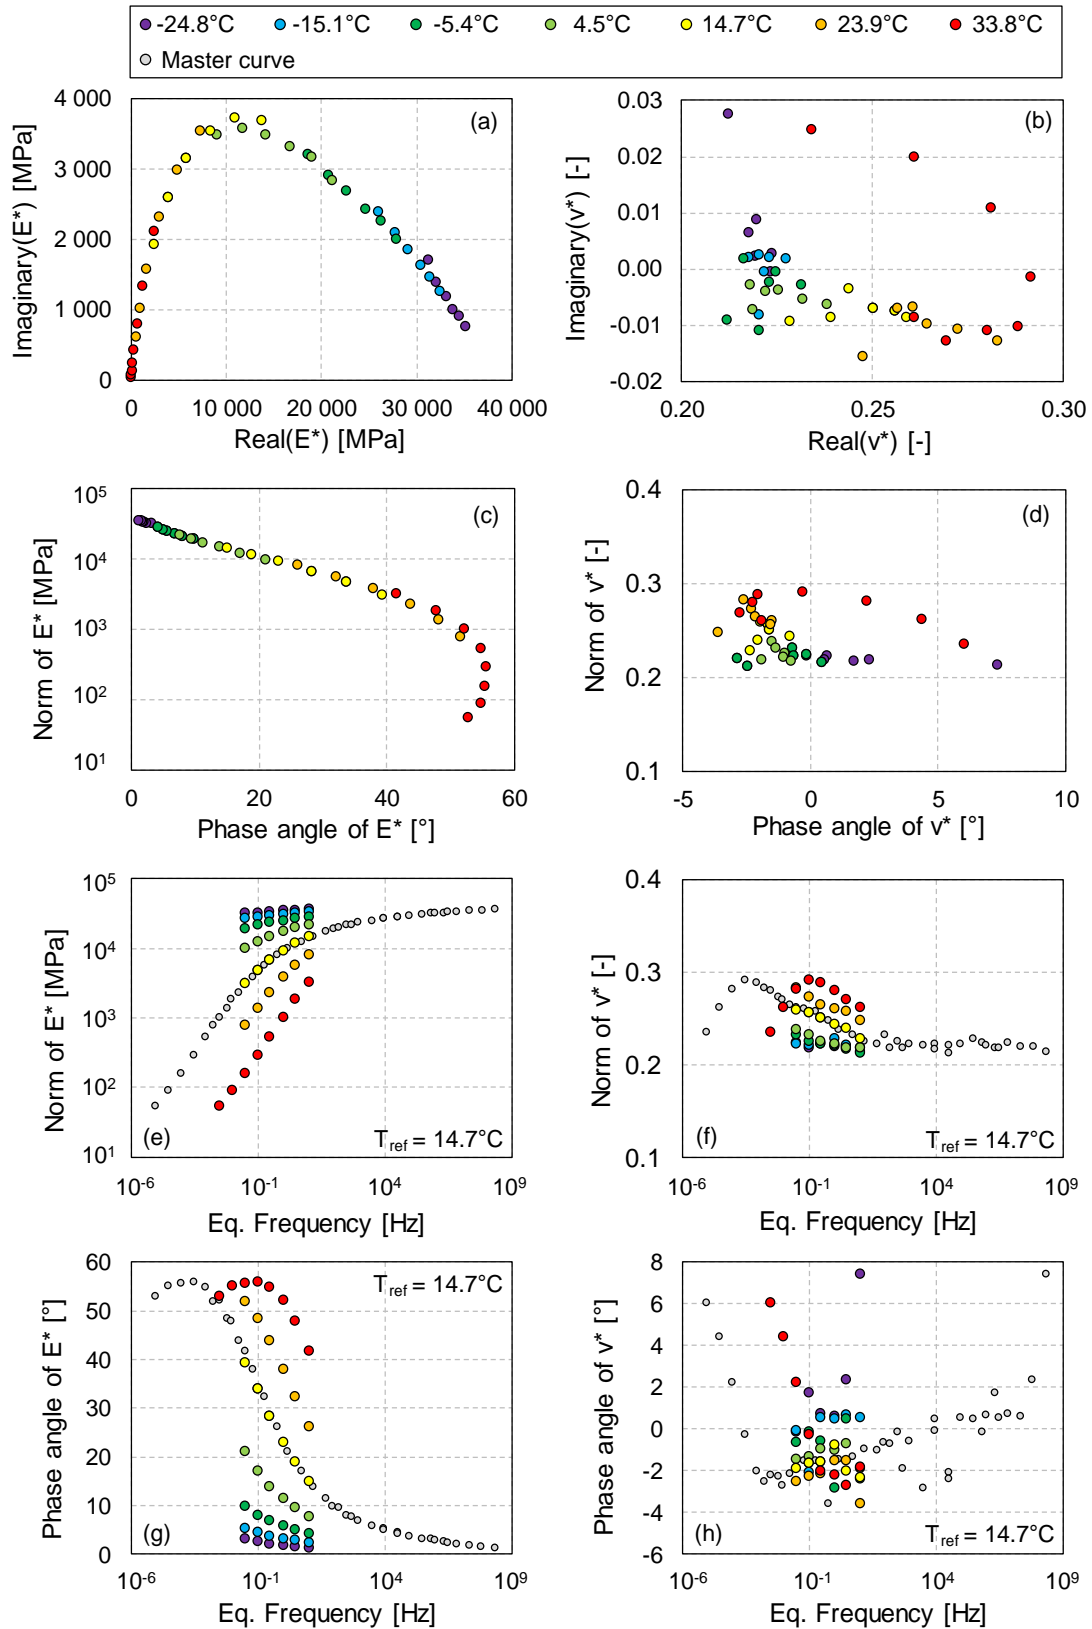 -24.8°C -15.1°C -5.4°C 4.5°C 14.7°C 23.9°C 33.8°C
Master curve
4 000
3 000
2 000
1 000
0
0 10 000 20 000 30 000 40 000
Imaginary(E*) [MPa]
Real(E*) [MPa]
(a)
0.03
0.02
0.01
0.00
-0.01
-0.02
0.20 0.25 0.30
Imaginary(ν*) [-]
Real(ν*) [-]
(b)
10⁵
10⁴
10³
10²
10¹
0 20 40 60
Norm of E* [MPa]
Phase angle of E* [°]
(c)
0.4
0.3
0.2
0.1
-5 0 5 10
Norm of ν* [-]
Phase angle of ν* [°]
(d)
10⁵
10⁴
10³
10²
10¹
10⁻⁶ 10⁻¹ 10⁴ 10⁹
Norm of E* [MPa]
Eq. Frequency [Hz]
(e)
T_ref = 14.7°C
0.4
0.3
0.2
0.1
10⁻⁶ 10⁻¹ 10⁴ 10⁹
Norm of ν* [-]
Eq. Frequency [Hz]
(f)
T_ref = 14.7°C
60
50
40
30
20
10
0
10⁻⁶ 10⁻¹ 10⁴ 10⁹
Phase angle of E* [°]
Eq. Frequency [Hz]
(g)
T_ref = 14.7°C
8
6
4
2
0
-2
-4
-6
10⁻⁶ 10⁻¹ 10⁴ 10⁹
Phase angle of ν* [°]
Eq. Frequency [Hz]
(h)
T_ref = 14.7°C